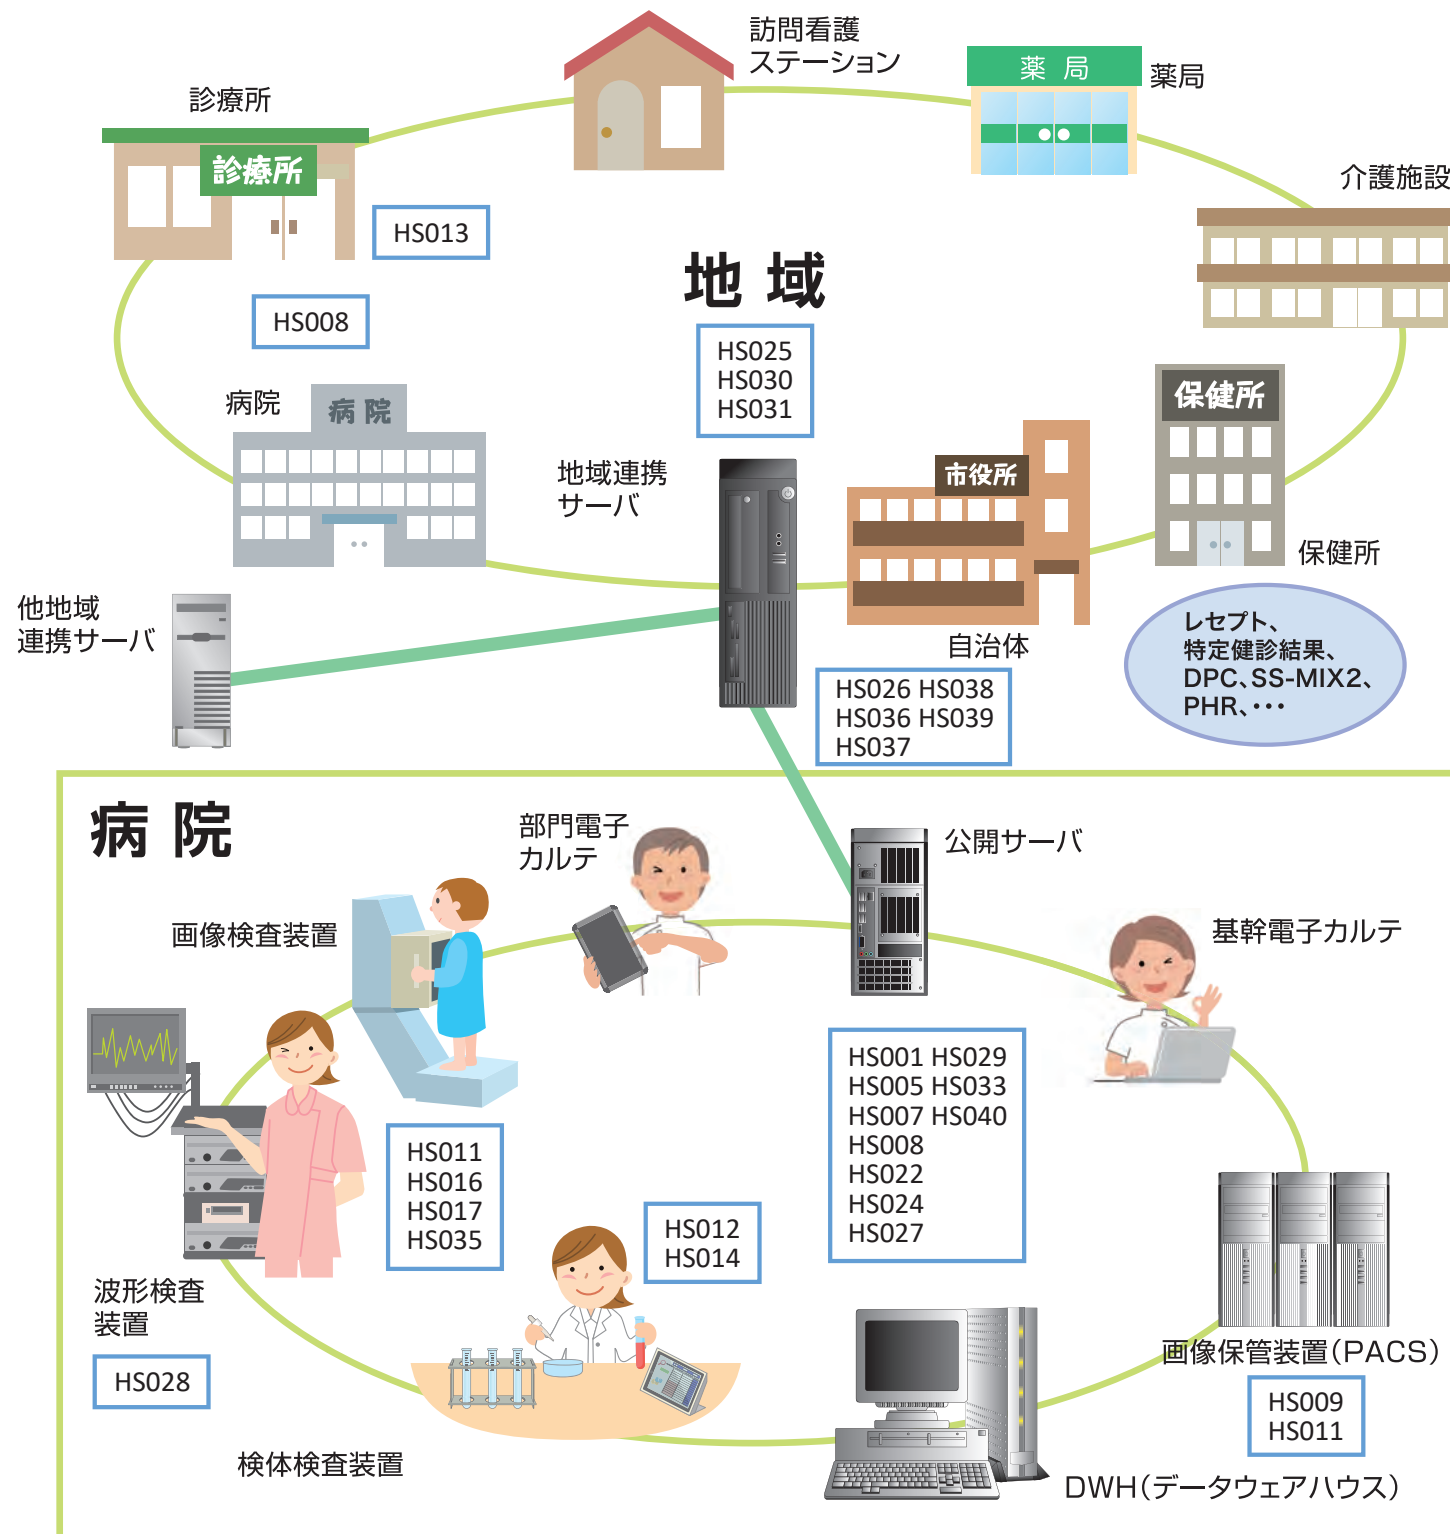 訪問看護
ステーション
薬局
薬局
診療所
診療所
介護施設
HS013
地域
HS008
HS025
HS030
HS031
病院
病院
保健所
地域連携
サーバ
市役所
保健所
他地域
連携サーバ
自治体
レセプト、
特定健診結果、
DPC、SS-MIX2、
PHR、・・・
HS026 HS038
HS036 HS039
HS037
病院
部門電子
カルテ
公開サーバ
画像検査装置
基幹電子カルテ
HS001 HS029
HS005 HS033
HS007 HS040
HS008
HS022
HS024
HS027
HS011
HS016
HS017
HS035
HS012
HS014
波形検査
装置
HS028
画像保管装置(PACS)
HS009
HS011
検体検査装置
DWH(データウェアハウス)